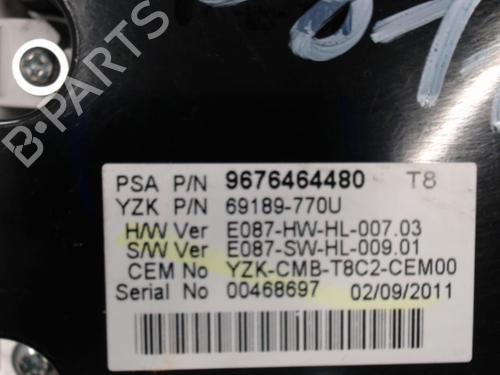 PSA P/N 9676464480 T8
YZK P/N 69189-770U
H/W Ver E087-HW-HL-007.03
S/W Ver E087-SW-HL-009.01
CEM No YZK-CMB-T8C2-CEM00
Serial No 00468697 02/09/2011
B-PARTS